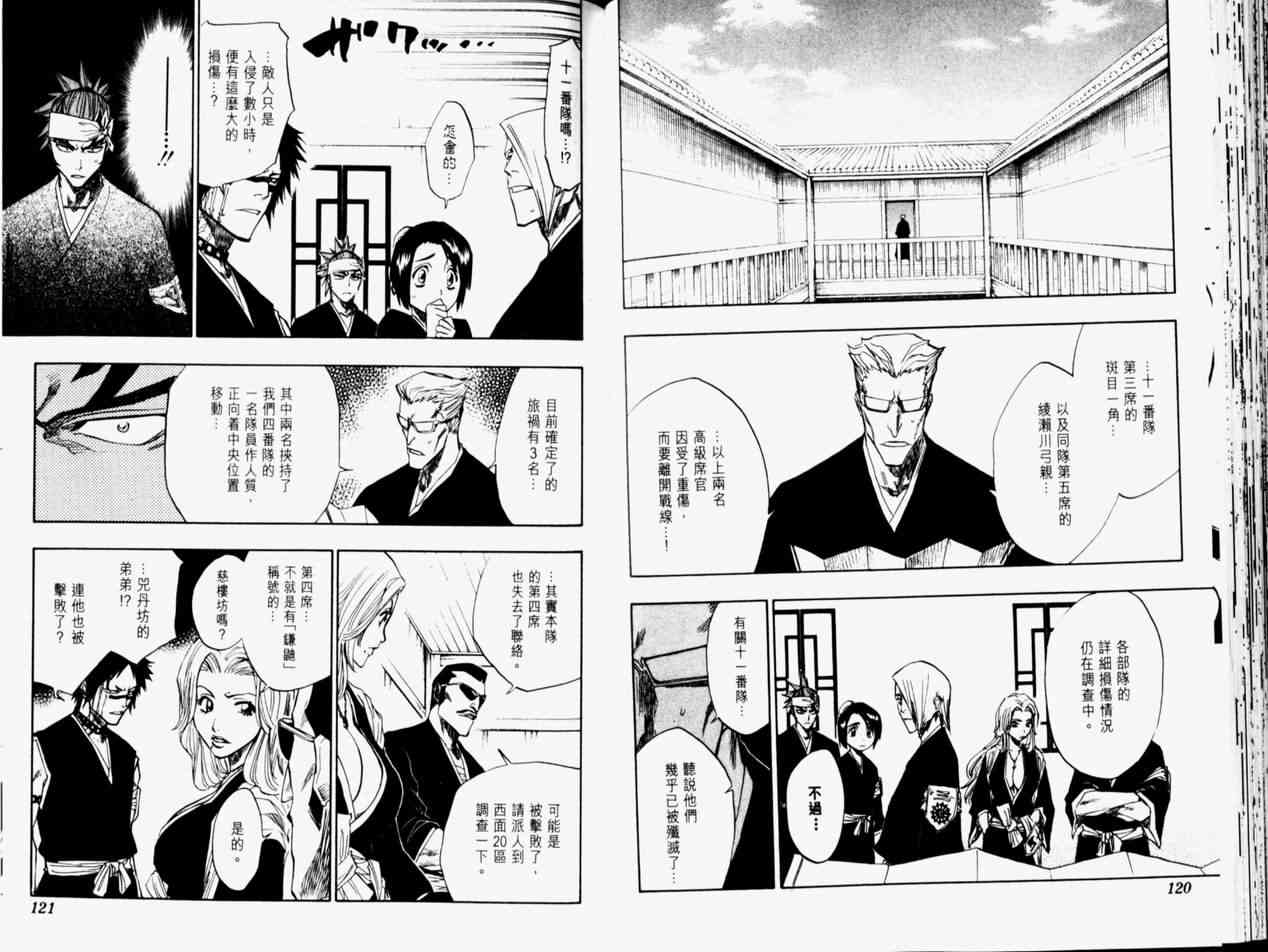 …十一番隊
第三席的
斑目一角…
以及同隊第五席的
綾瀨川弓親…
…以上兩名
高級席官
因受了重傷，
而要離開戰線…！
各部隊的
詳細損傷情況
仍在調查中。
不過…
有關十一番隊…
聽説他們
幾乎已被殲滅了…
120
十一番隊嗎…!?
ザワ……
怎會的…
…敵人只是
入侵了數小時，
便有這麼大的
損傷…？
————…!!
目前確定了的
旅禍有3名…
其中兩名挾持了
我們四番隊的
一名隊員作人質，
正向着中央位置
移動…
…其實本隊
的第四席
也失去了聯絡。
可能是
被擊敗了，
請派人到
西面20區
調查一下。
第四席…
不就是有「鎌鼬」
稱號的…
慈樓坊嗎？
是的。
…兕丹坊的
弟弟!?
連他也被
擊敗了？
121